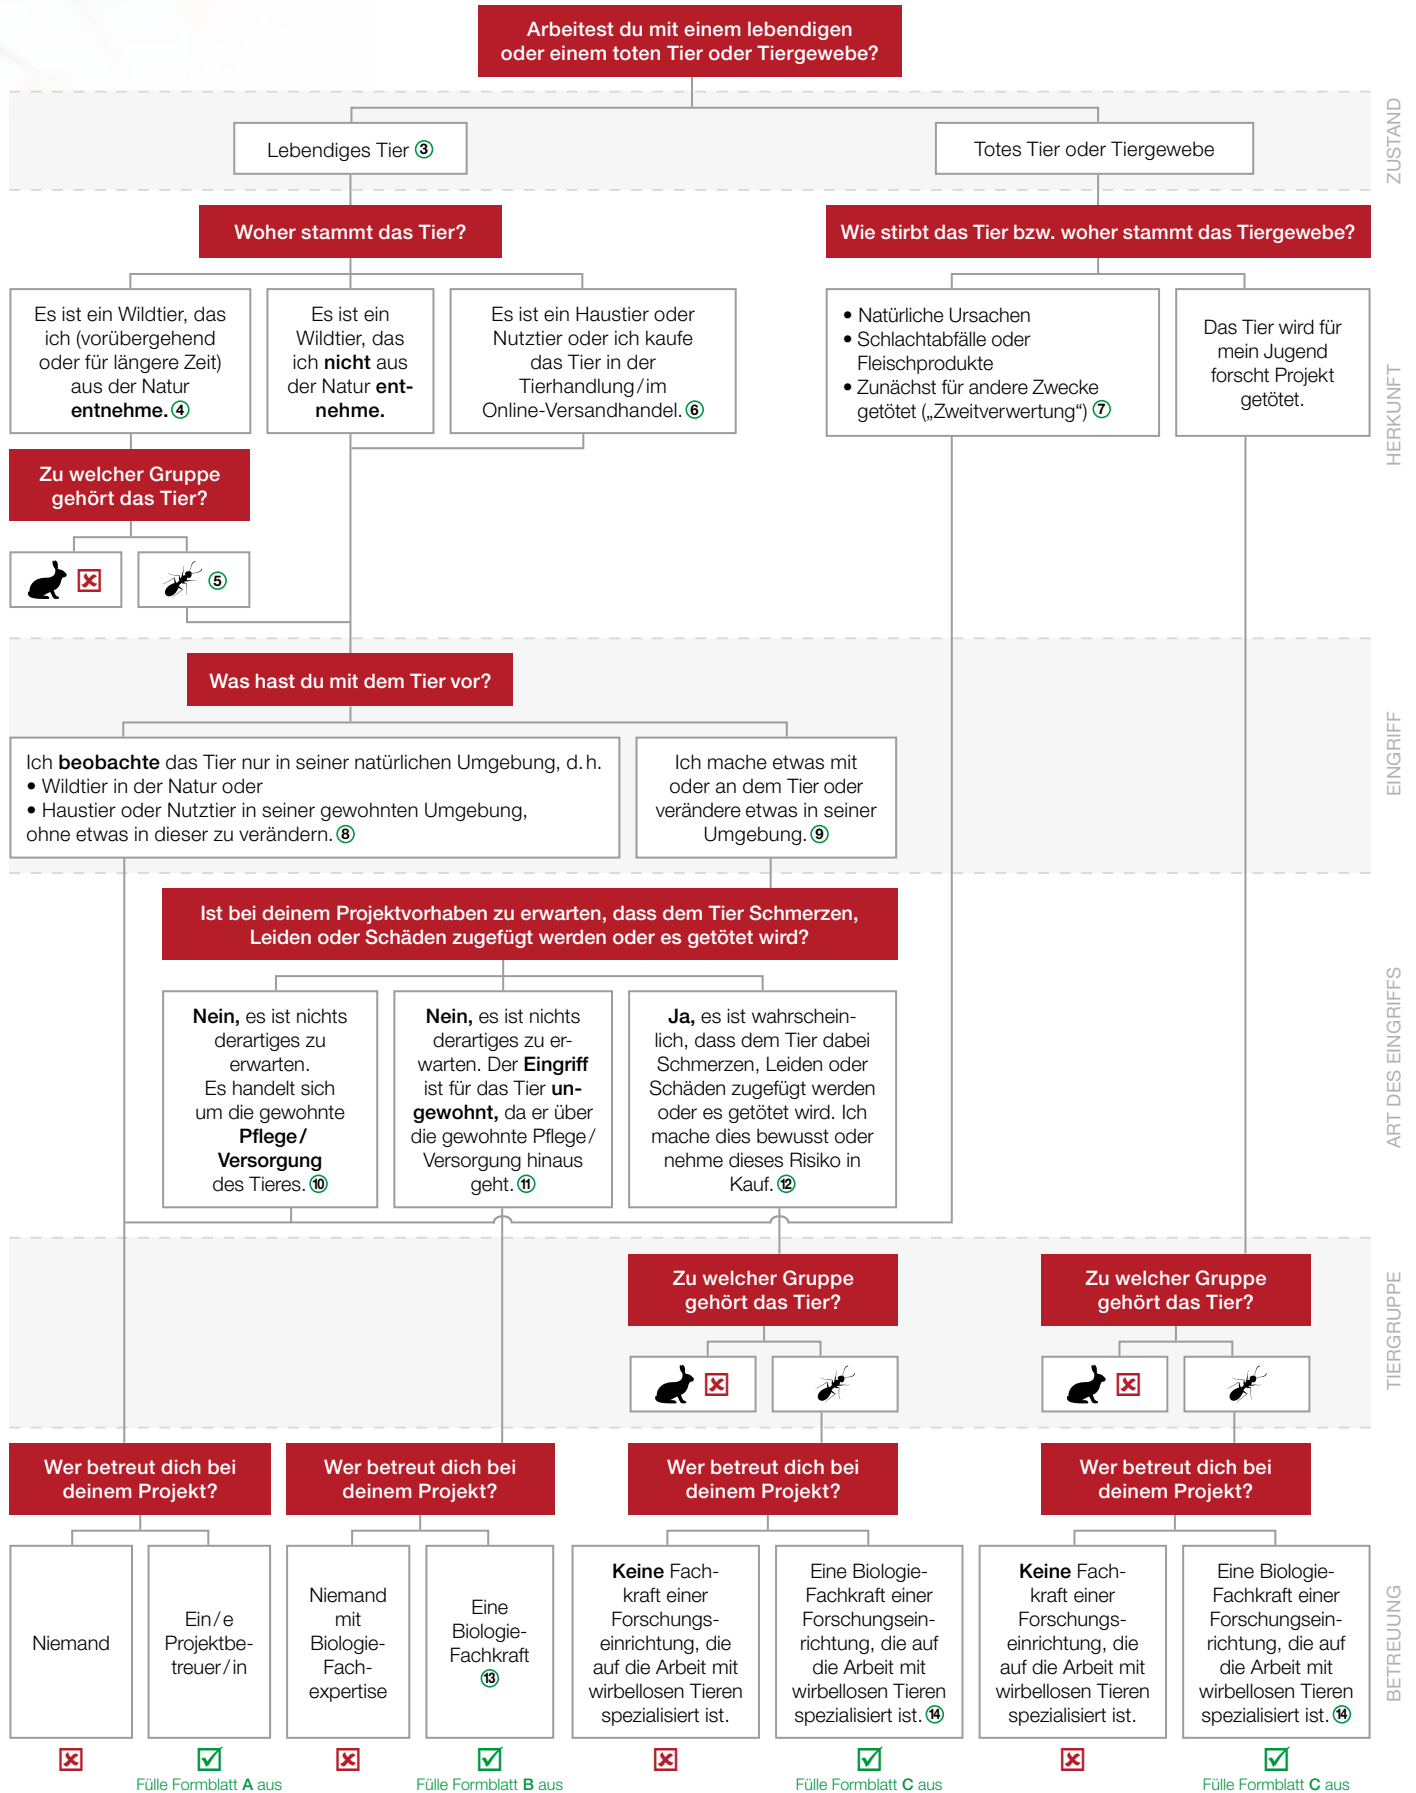 Arbeitest du mit einem lebendigen
oder einem toten Tier oder Tiergewebe?
ZUSTAND
Lebendiges Tier ③
Totes Tier oder Tiergewebe
Woher stammt das Tier?
Wie stirbt das Tier bzw. woher stammt das Tiergewebe?
HERKUNFT
Es ist ein Wildtier, das
ich (vorübergehend
oder für längere Zeit)
aus der Natur
entnehme. ④
Es ist ein
Wildtier, das
ich nicht aus
der Natur ent-
nehme.
Es ist ein Haustier oder
Nutztier oder ich kaufe
das Tier in der
Tierhandlung/im
Online-Versandhandel. ⑥
• Natürliche Ursachen
• Schlachtabfälle oder
Fleischprodukte
• Zunächst für andere Zwecke
getötet („Zweitverwertung“) ⑦
Das Tier wird für
mein Jugend
forscht Projekt
getötet.
Zu welcher Gruppe
gehört das Tier?
⑤
EINGRIFF
Was hast du mit dem Tier vor?
Ich beobachte das Tier nur in seiner natürlichen Umgebung, d.h.
• Wildtier in der Natur oder
• Haustier oder Nutztier in seiner gewohnten Umgebung,
ohne etwas in dieser zu verändern. ⑧
Ich mache etwas mit
oder an dem Tier oder
verändere etwas in seiner
Umgebung. ⑨
ART DES EINGRIFFS
Ist bei deinem Projektvorhaben zu erwarten, dass dem Tier Schmerzen,
Leiden oder Schäden zugefügt werden oder es getötet wird?
Nein, es ist nichts
derartiges zu
erwarten.
Es handelt sich
um die gewohnte
Pflege/
Versorgung
des Tieres. ⑩
Nein, es ist nichts
derartiges zu er-
warten. Der Eingriff
ist für das Tier un-
gewohnt, da er über
die gewohnte Pflege/
Versorgung hinaus
geht. ⑪
Ja, es ist wahrschein-
lich, dass dem Tier dabei
Schmerzen, Leiden oder
Schäden zugefügt werden
oder es getötet wird. Ich
mache dies bewusst oder
nehme dieses Risiko in
Kauf. ⑫
TIERGRUPPE
Zu welcher Gruppe
gehört das Tier?
Zu welcher Gruppe
gehört das Tier?
BETREUUNG
Wer betreut dich bei
deinem Projekt?
Wer betreut dich bei
deinem Projekt?
Wer betreut dich bei
deinem Projekt?
Wer betreut dich bei
deinem Projekt?
Niemand
Ein/e
Projektbe-
treuer/in
Niemand
mit
Biologie-
Fach-
expertise
Eine
Biologie-
Fachkraft
⑬
Keine Fach-
kraft einer
Forschungs-
einrichtung, die
auf die Arbeit mit
wirbellosen Tieren
spezialisiert ist.
Eine Biologie-
Fachkraft einer
Forschungsein-
richtung, die auf
die Arbeit mit
wirbellosen Tieren
spezialisiert ist. ⑭
Keine Fach-
kraft einer
Forschungs-
einrichtung, die
auf die Arbeit mit
wirbellosen Tieren
spezialisiert ist.
Eine Biologie-
Fachkraft einer
Forschungsein-
richtung, die auf
die Arbeit mit
wirbellosen Tieren
spezialisiert ist. ⑭
Fülle Formblatt A aus
Fülle Formblatt B aus
Fülle Formblatt C aus
Fülle Formblatt C aus